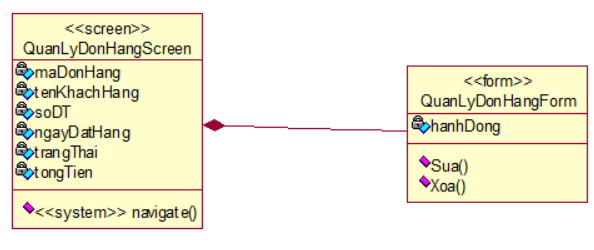 <<screen>>
QuanLyDonHangScreen
maDonHang
tenKhachHang
soDT
ngayDatHang
trangThai
tongTien
<<system>> navigate()
<<form>>
QuanLyDonHangForm
hanhDong
Sua()
Xoa()